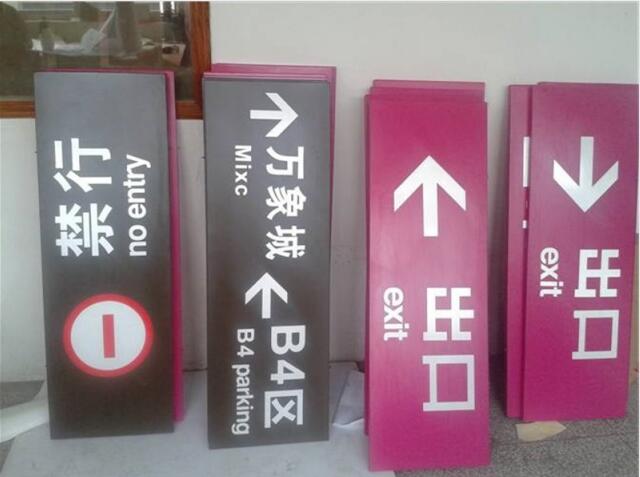 禁行
no entry
万象城
Mixc
B4区
B4 parking
出口
exit
出口
exit